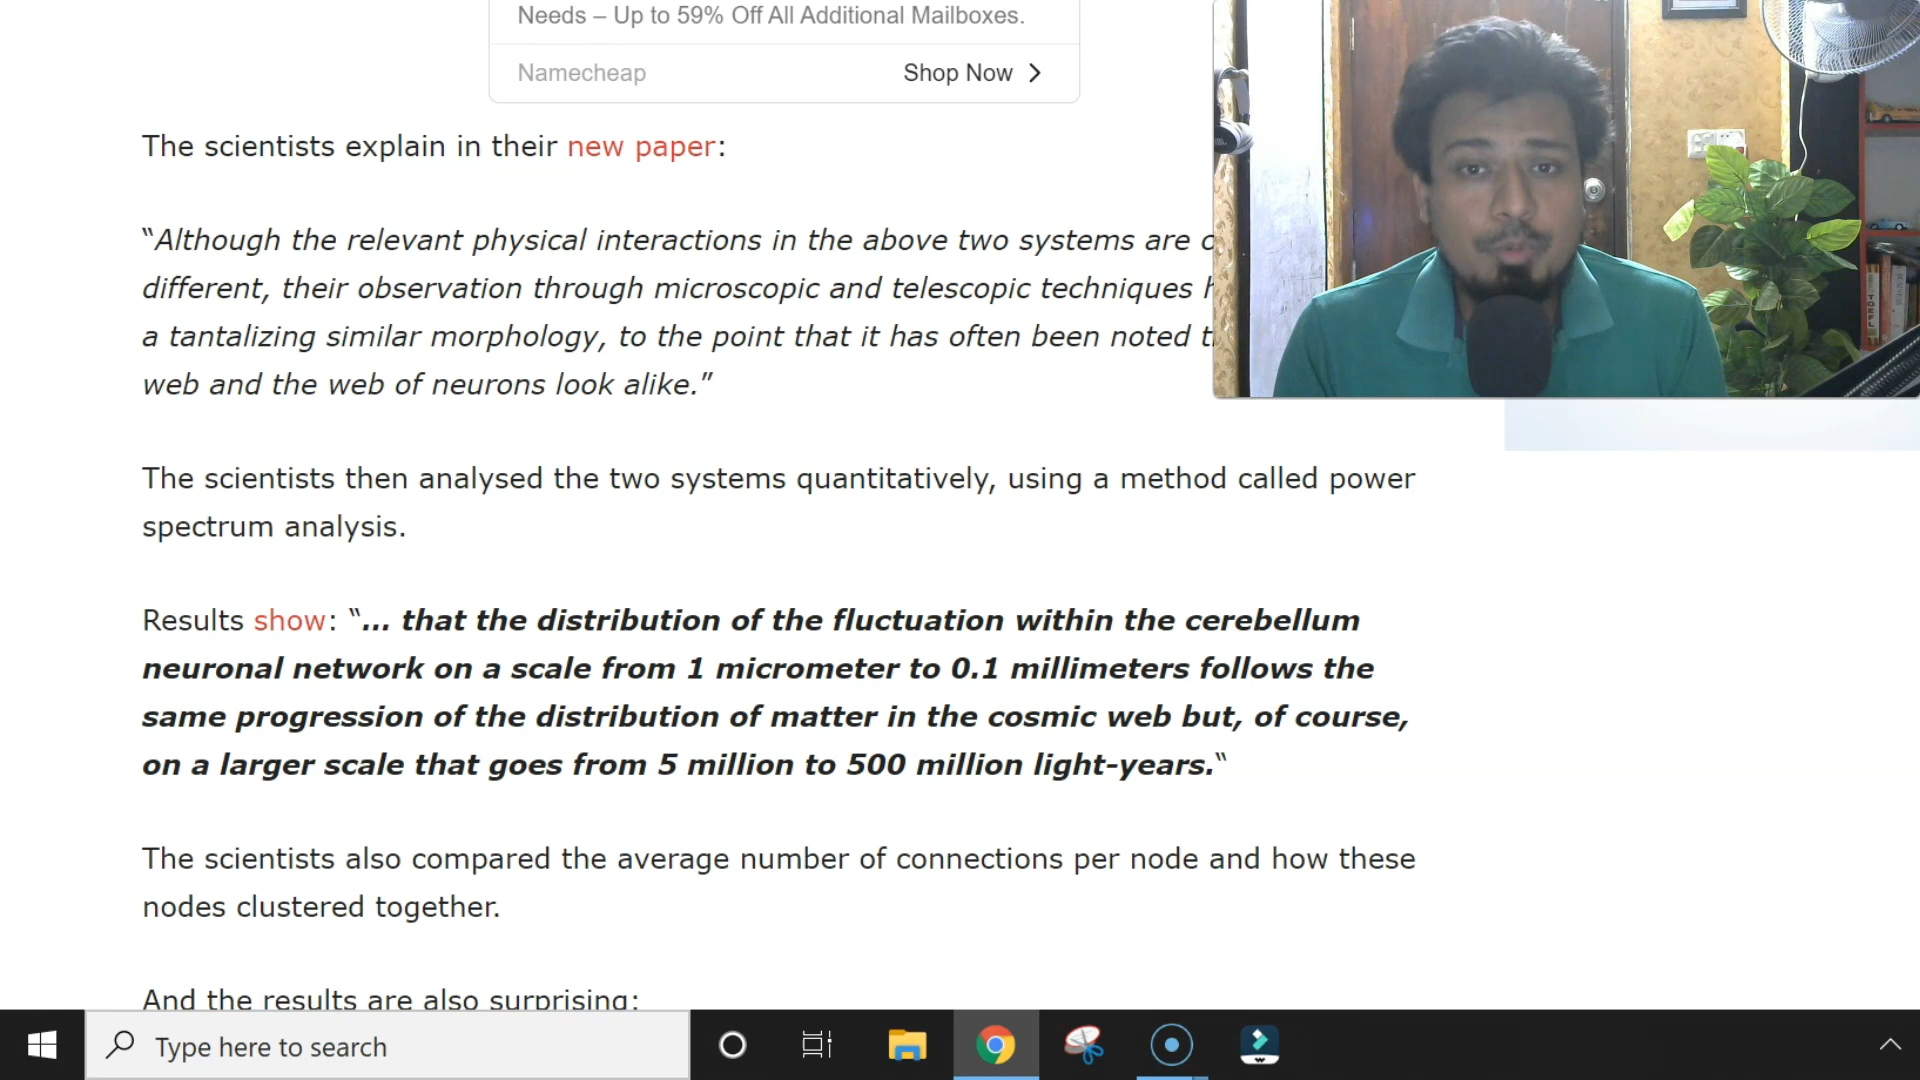 Needs – Up to 59% Off All Additional Mailboxes.
Namecheap
Shop Now
The scientists explain in their new paper:
“Although the relevant physical interactions in the above two systems are
different, their observation through microscopic and telescopic techniques
a tantalizing similar morphology, to the point that it has often been noted
web and the web of neurons look alike.”
The scientists then analysed the two systems quantitatively, using a method called power
spectrum analysis.
Results show: “… that the distribution of the fluctuation within the cerebellum
neuronal network on a scale from 1 micrometer to 0.1 millimeters follows the
same progression of the distribution of matter in the cosmic web but, of course,
on a larger scale that goes from 5 million to 500 million light-years.“
The scientists also compared the average number of connections per node and how these
nodes clustered together.
And the results are also surprising:
Type here to search
TOEFL